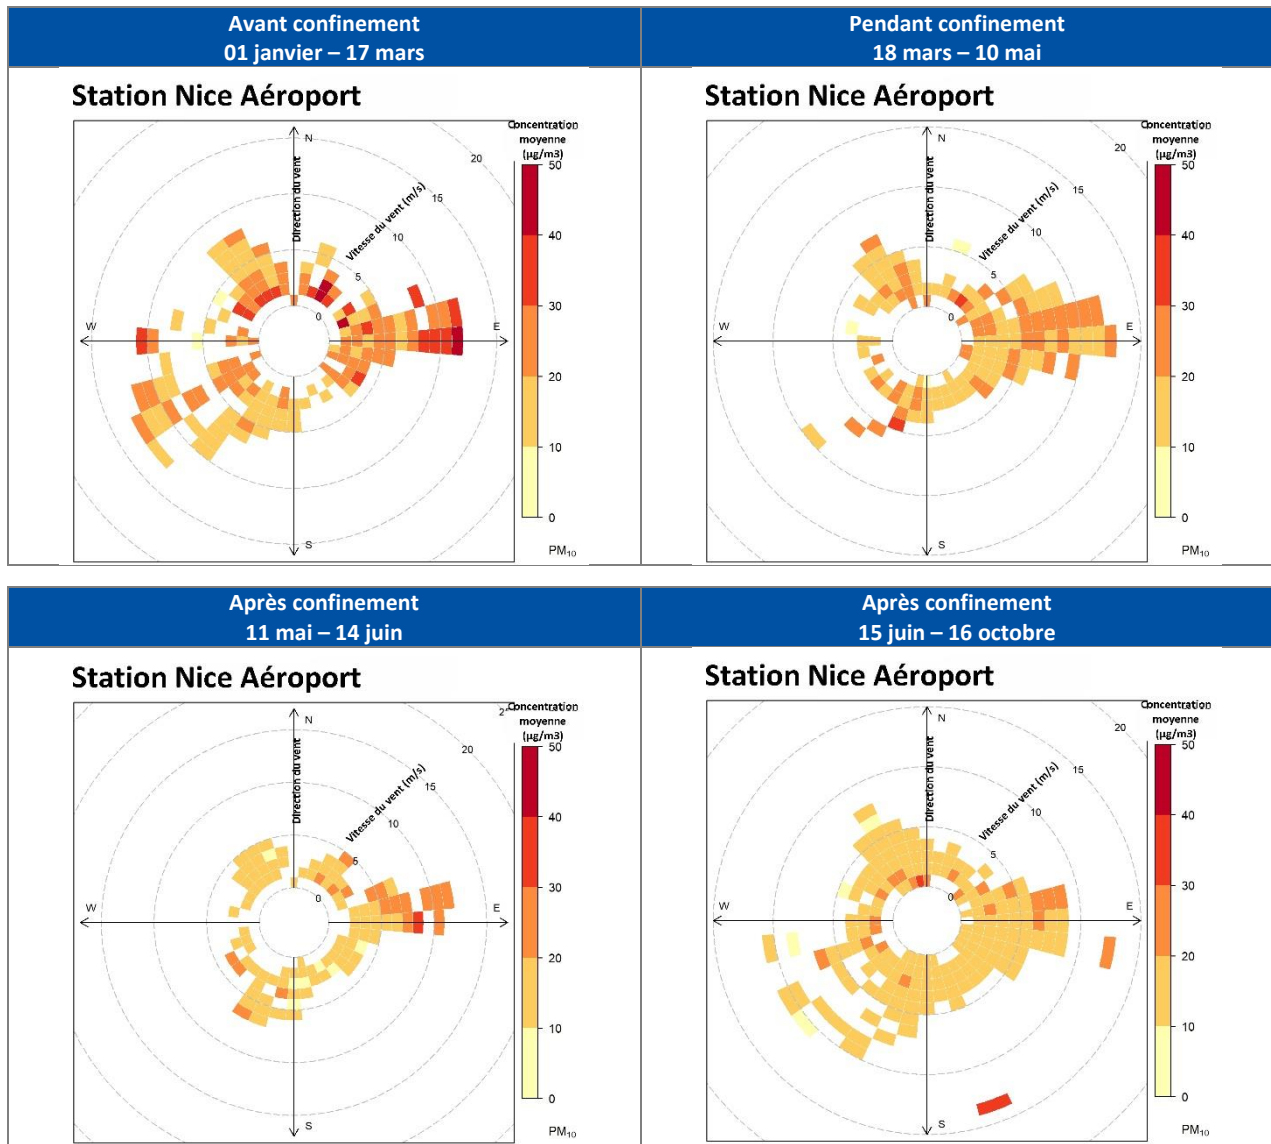 Avant confinement
01 janvier – 17 mars
Pendant confinement
18 mars – 10 mai
Station Nice Aéroport
Concentration
moyenne
(µg/m3)
N
20
50
Direction du vent
Vitesse du vent (m/s)
15
40
10
5
30
0
W
E
20
10
0
S
PM10
Station Nice Aéroport
Concentration
moyenne
(µg/m3)
N
20
50
Direction du vent
Vitesse du vent (m/s)
15
40
10
5
30
0
W
E
20
10
0
S
PM10
Après confinement
11 mai – 14 juin
Après confinement
15 juin – 16 octobre
Station Nice Aéroport
Concentration
moyenne
(µg/m3)
N
20
50
Direction du vent
Vitesse du vent (m/s)
15
40
10
5
30
0
W
E
20
10
0
S
PM10
Station Nice Aéroport
Concentration
moyenne
(µg/m3)
N
20
50
Direction du vent
Vitesse du vent (m/s)
15
40
10
5
30
0
W
E
20
10
0
S
PM10